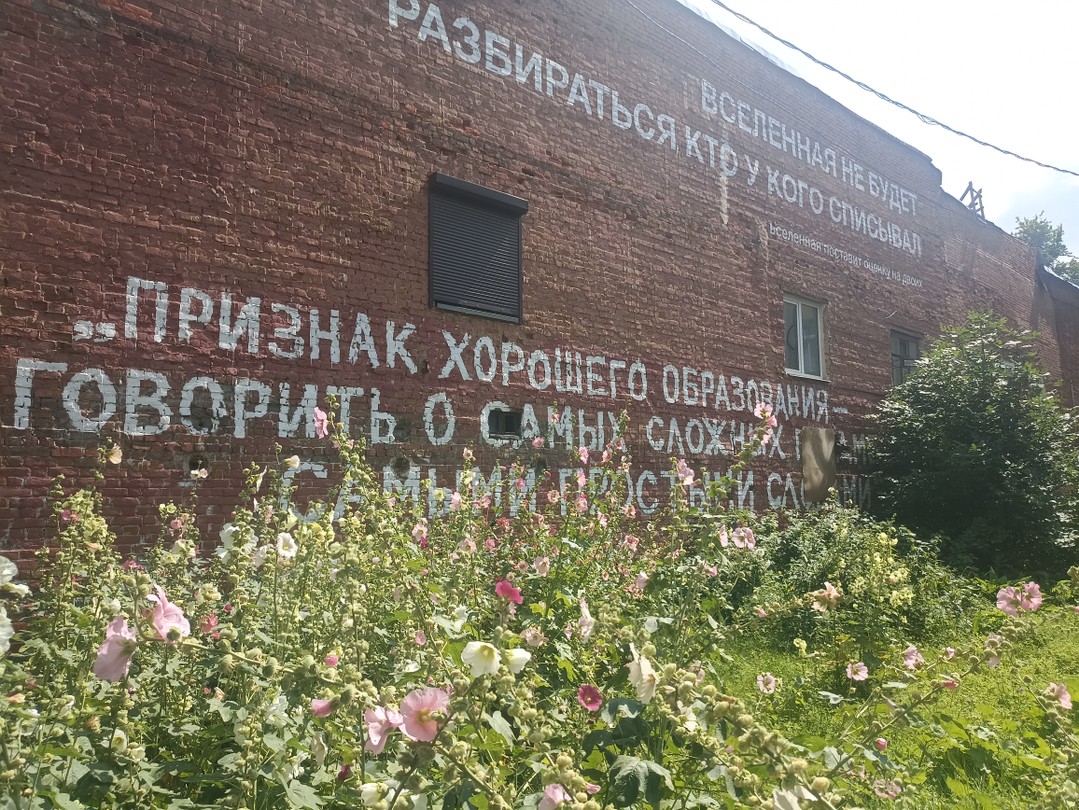 ВСЕЛЕННАЯ НЕ БУДЕТ
РАЗБИРАТЬСЯ КТО У КОГО СПИСЫВАЛ
вселенная поставит оценку на двоих
„ПРИЗНАК ХОРОШЕГО ОБРАЗОВАНИЯ—
ГОВОРИТЬ О САМЫХ СЛОЖНЫХ
САМЫМИ ПРОСТЫМИ